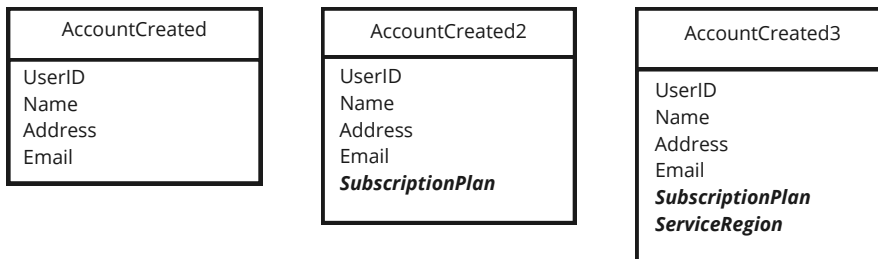 AccountCreated
UserID
Name
Address
Email
AccountCreated2
UserID
Name
Address
Email
SubscriptionPlan
AccountCreated3
UserID
Name
Address
Email
SubscriptionPlan
ServiceRegion